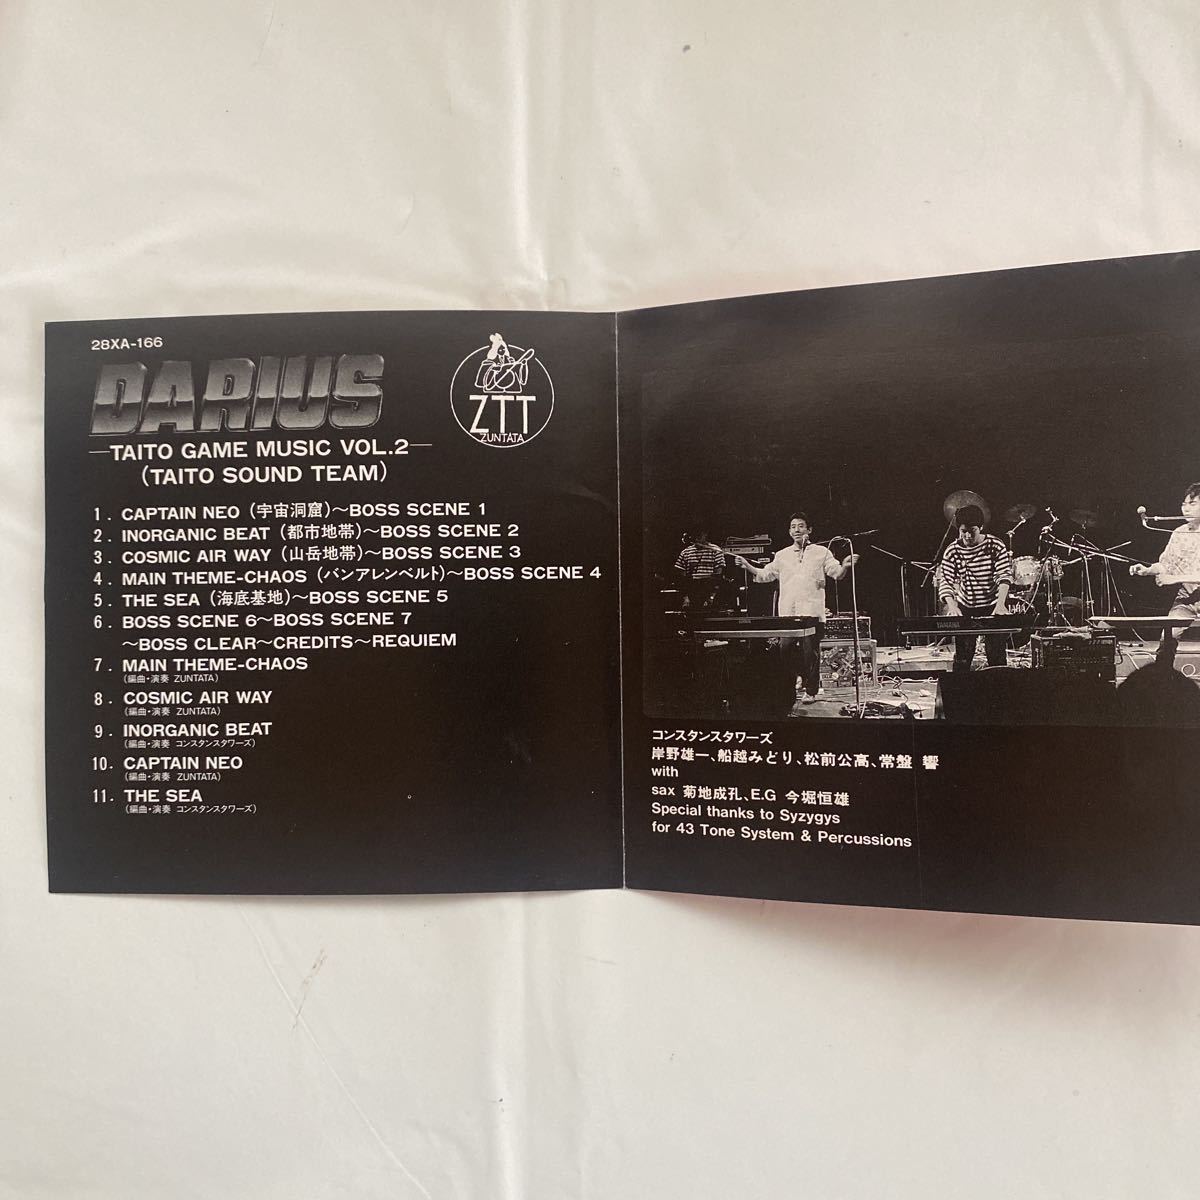 28XA-166
DARIUS
ZTT
ZUNTATA
—TAITO GAME MUSIC VOL.2—
(TAITO SOUND TEAM)
1. CAPTAIN NEO (宇宙洞窟)〜BOSS SCENE 1
2. INORGANIC BEAT (都市地帯)〜BOSS SCENE 2
3. COSMIC AIR WAY (山岳地帯)〜BOSS SCENE 3
4. MAIN THEME-CHAOS (バンアレンベルト)〜BOSS SCENE 4
5. THE SEA (海底基地)〜BOSS SCENE 5
6. BOSS SCENE 6〜BOSS SCENE 7
〜BOSS CLEAR〜CREDITS〜REQUIEM
7. MAIN THEME-CHAOS
(編曲・演奏 ZUNTATA)
8. COSMIC AIR WAY
(編曲・演奏 ZUNTATA)
9. INORGANIC BEAT
(編曲・演奏 コンスタンスタワーズ)
10. CAPTAIN NEO
(編曲・演奏 ZUNTATA)
11. THE SEA
(編曲・演奏 コンスタンスタワーズ)
YAMAHA
コンスタンスタワーズ
岸野雄一、船越みどり、松前公高、常盤 響
with
sax 菊地成孔、E.G 今堀恒雄
Special thanks to Syzygys
for 43 Tone System & Percussions